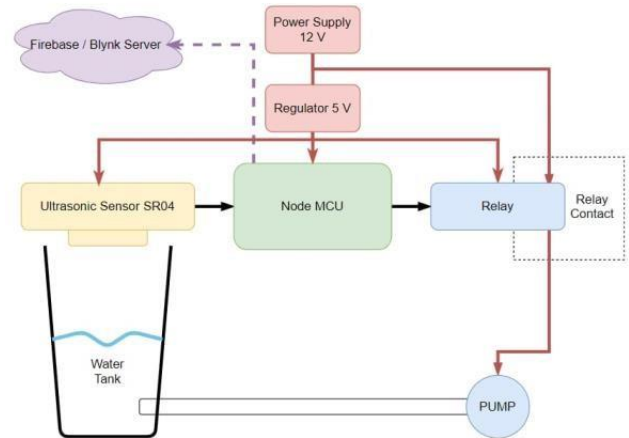 Power Supply
12 V
Firebase / Blynk Server
Regulator 5 V
Ultrasonic Sensor SR04
Node MCU
Relay
Relay
Contact
Water
Tank
PUMP